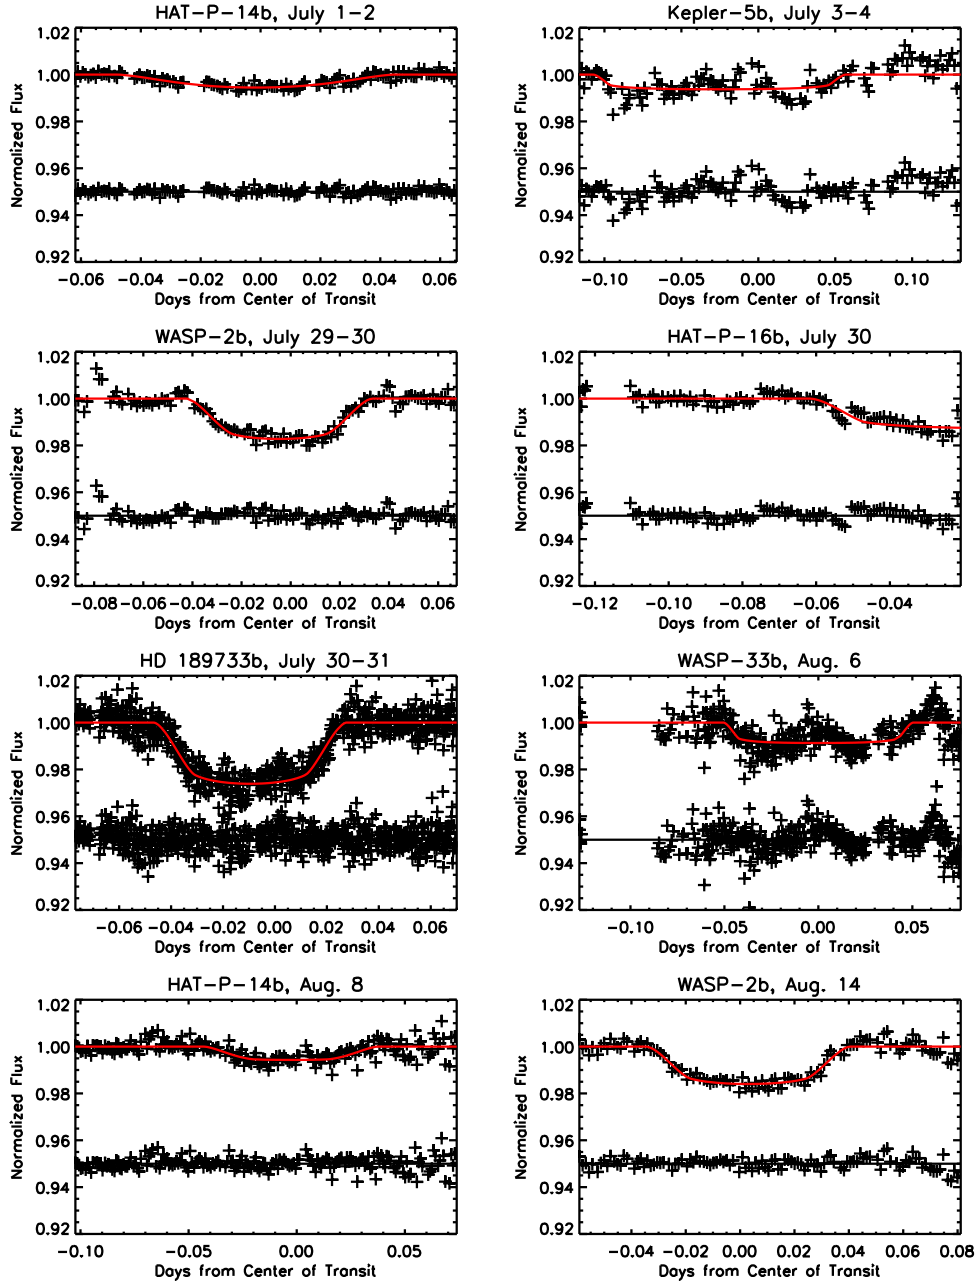 HAT-P-14b, July 1-2
1.02
1.00
0.98
0.96
0.94
0.92
Normalized Flux
-0.06 -0.04 -0.02 0.00 0.02 0.04 0.06
Days from Center of Transit
Kepler-5b, July 3-4
1.02
1.00
0.98
0.96
0.94
0.92
Normalized Flux
-0.10 -0.05 0.00 0.05 0.10
Days from Center of Transit
WASP-2b, July 29-30
1.02
1.00
0.98
0.96
0.94
0.92
Normalized Flux
-0.08 -0.06 -0.04 -0.02 0.00 0.02 0.04 0.06
Days from Center of Transit
HAT-P-16b, July 30
1.02
1.00
0.98
0.96
0.94
0.92
Normalized Flux
-0.12 -0.10 -0.08 -0.06 -0.04
Days from Center of Transit
HD 189733b, July 30-31
1.02
1.00
0.98
0.96
0.94
0.92
Normalized Flux
-0.06 -0.04 -0.02 0.00 0.02 0.04 0.06
Days from Center of Transit
WASP-33b, Aug. 6
1.02
1.00
0.98
0.96
0.94
0.92
Normalized Flux
-0.10 -0.05 0.00 0.05
Days from Center of Transit
HAT-P-14b, Aug. 8
1.02
1.00
0.98
0.96
0.94
0.92
Normalized Flux
-0.10 -0.05 0.00 0.05
Days from Center of Transit
WASP-2b, Aug. 14
1.02
1.00
0.98
0.96
0.94
0.92
Normalized Flux
-0.04 -0.02 0.00 0.02 0.04 0.06 0.08
Days from Center of Transit